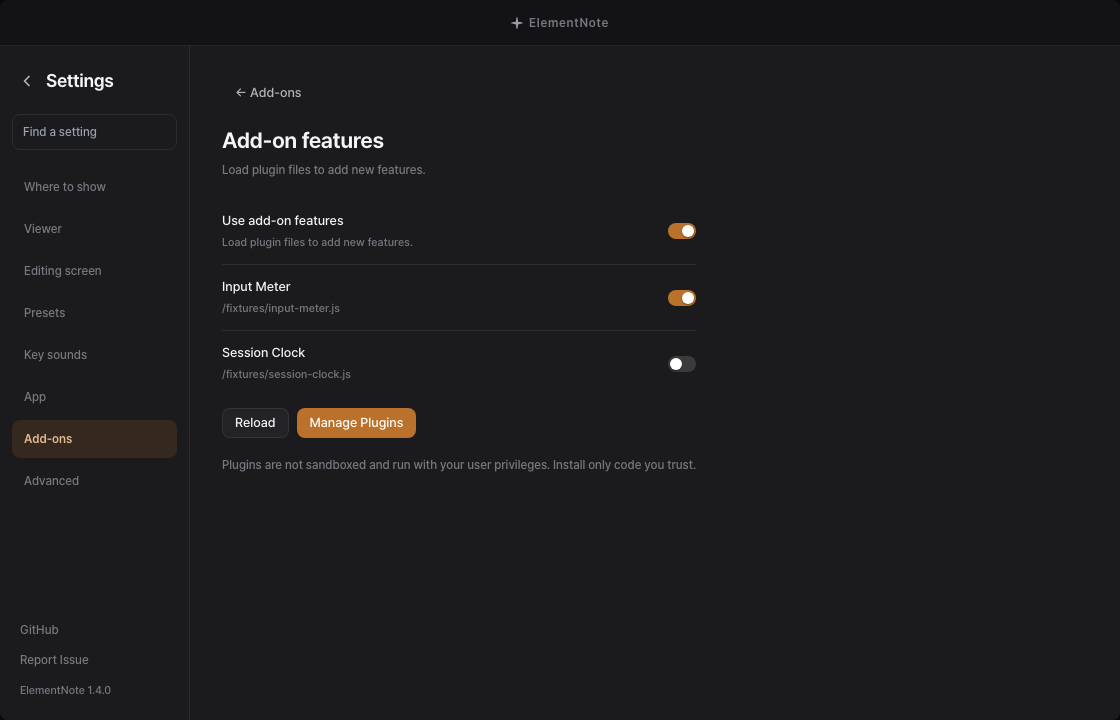 ElementNote
Settings
Find a setting
Where to show
Viewer
Editing screen
Presets
Key sounds
App
Add-ons
Advanced
GitHub
Report Issue
ElementNote 1.4.0
← Add-ons
Add-on features
Load plugin files to add new features.
Use add-on features
Load plugin files to add new features.
Input Meter
/fixtures/input-meter.js
Session Clock
/fixtures/session-clock.js
Reload
Manage Plugins
Plugins are not sandboxed and run with your user privileges. Install only code you trust.